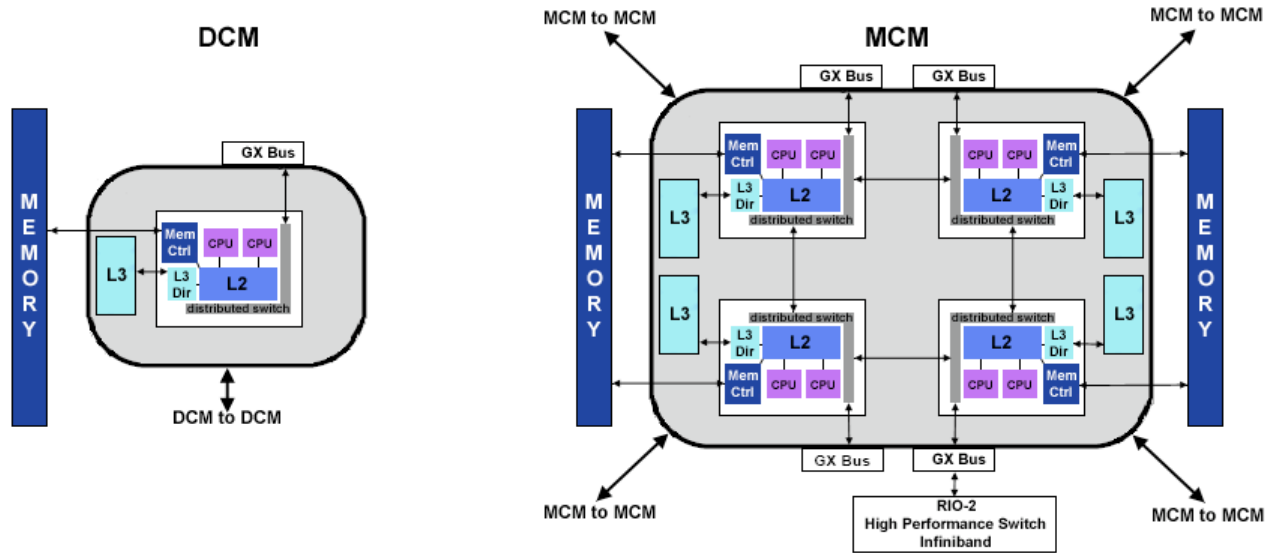 DCM
GX Bus
M
E
M
O
R
Y
Mem
Ctrl
CPU
CPU
L3
L3
Dir
L2
distributed switch
DCM to DCM
MCM
MCM to MCM
MCM to MCM
GX Bus
GX Bus
M
E
M
O
R
Y
Mem
Ctrl
CPU
CPU
L3
L3
Dir
L2
distributed switch
CPU
CPU
Mem
Ctrl
L2
L3
Dir
L3
distributed switch
L3
distributed switch
L3
Dir
L2
Mem
Ctrl
CPU
CPU
distributed switch
L2
L3
Dir
L3
CPU
CPU
Mem
Ctrl
M
E
M
O
R
Y
GX Bus
GX Bus
MCM to MCM
MCM to MCM
RIO-2
High Performance Switch
Infiniband